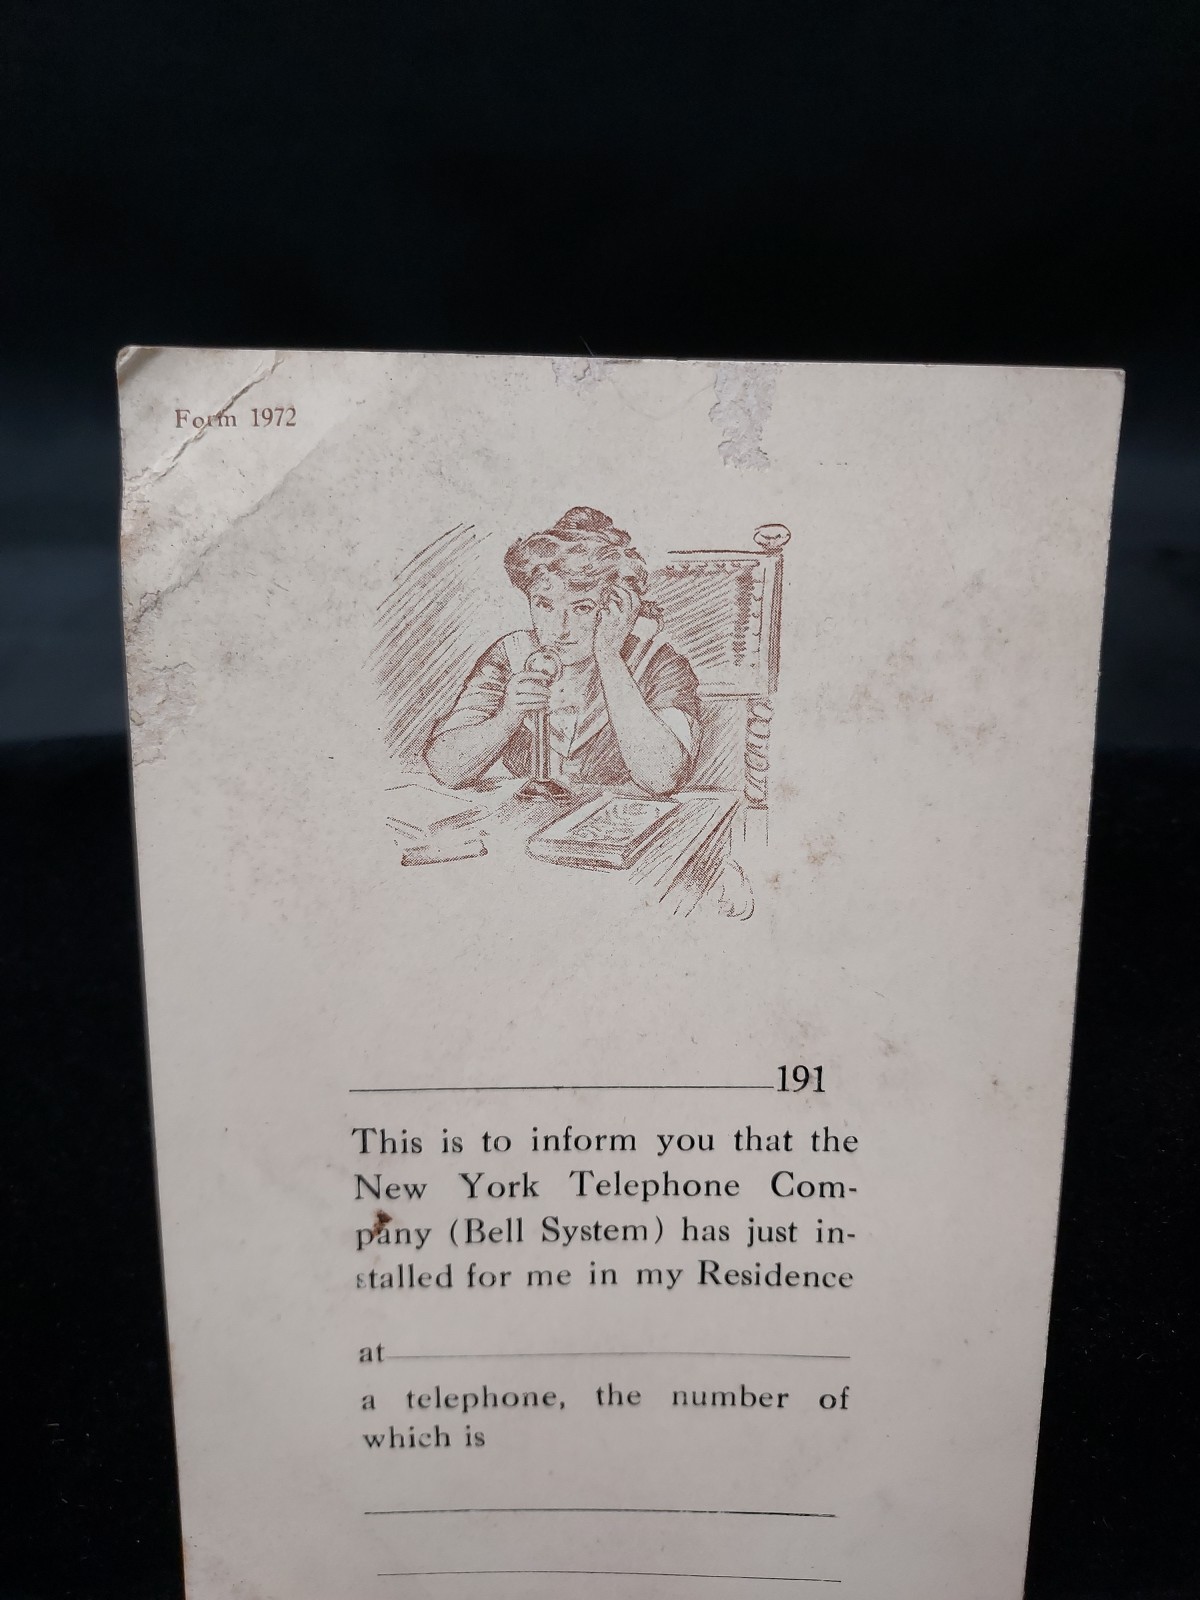 Form 1972
191
This is to inform you that the
New York Telephone Com-
pany (Bell System) has just in-
stalled for me in my Residence
at
a telephone, the number of
which is